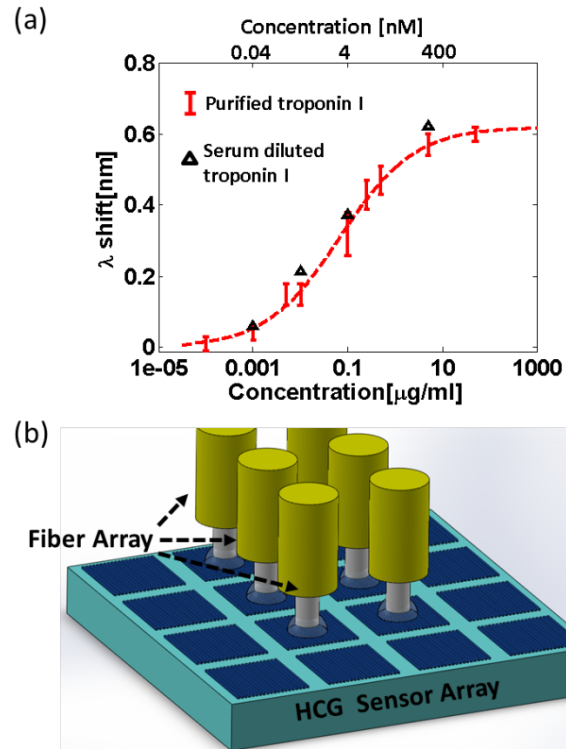 (a)
Concentration [nM]
0.04 4 400
0.8
0.6
0.4
0.2
0
λ shift[nm]
Purified troponin I
Serum diluted
troponin I
1e-05 0.001 0.1 10 1000
Concentration[μg/ml]
(b)
Fiber Array
HCG Sensor Array